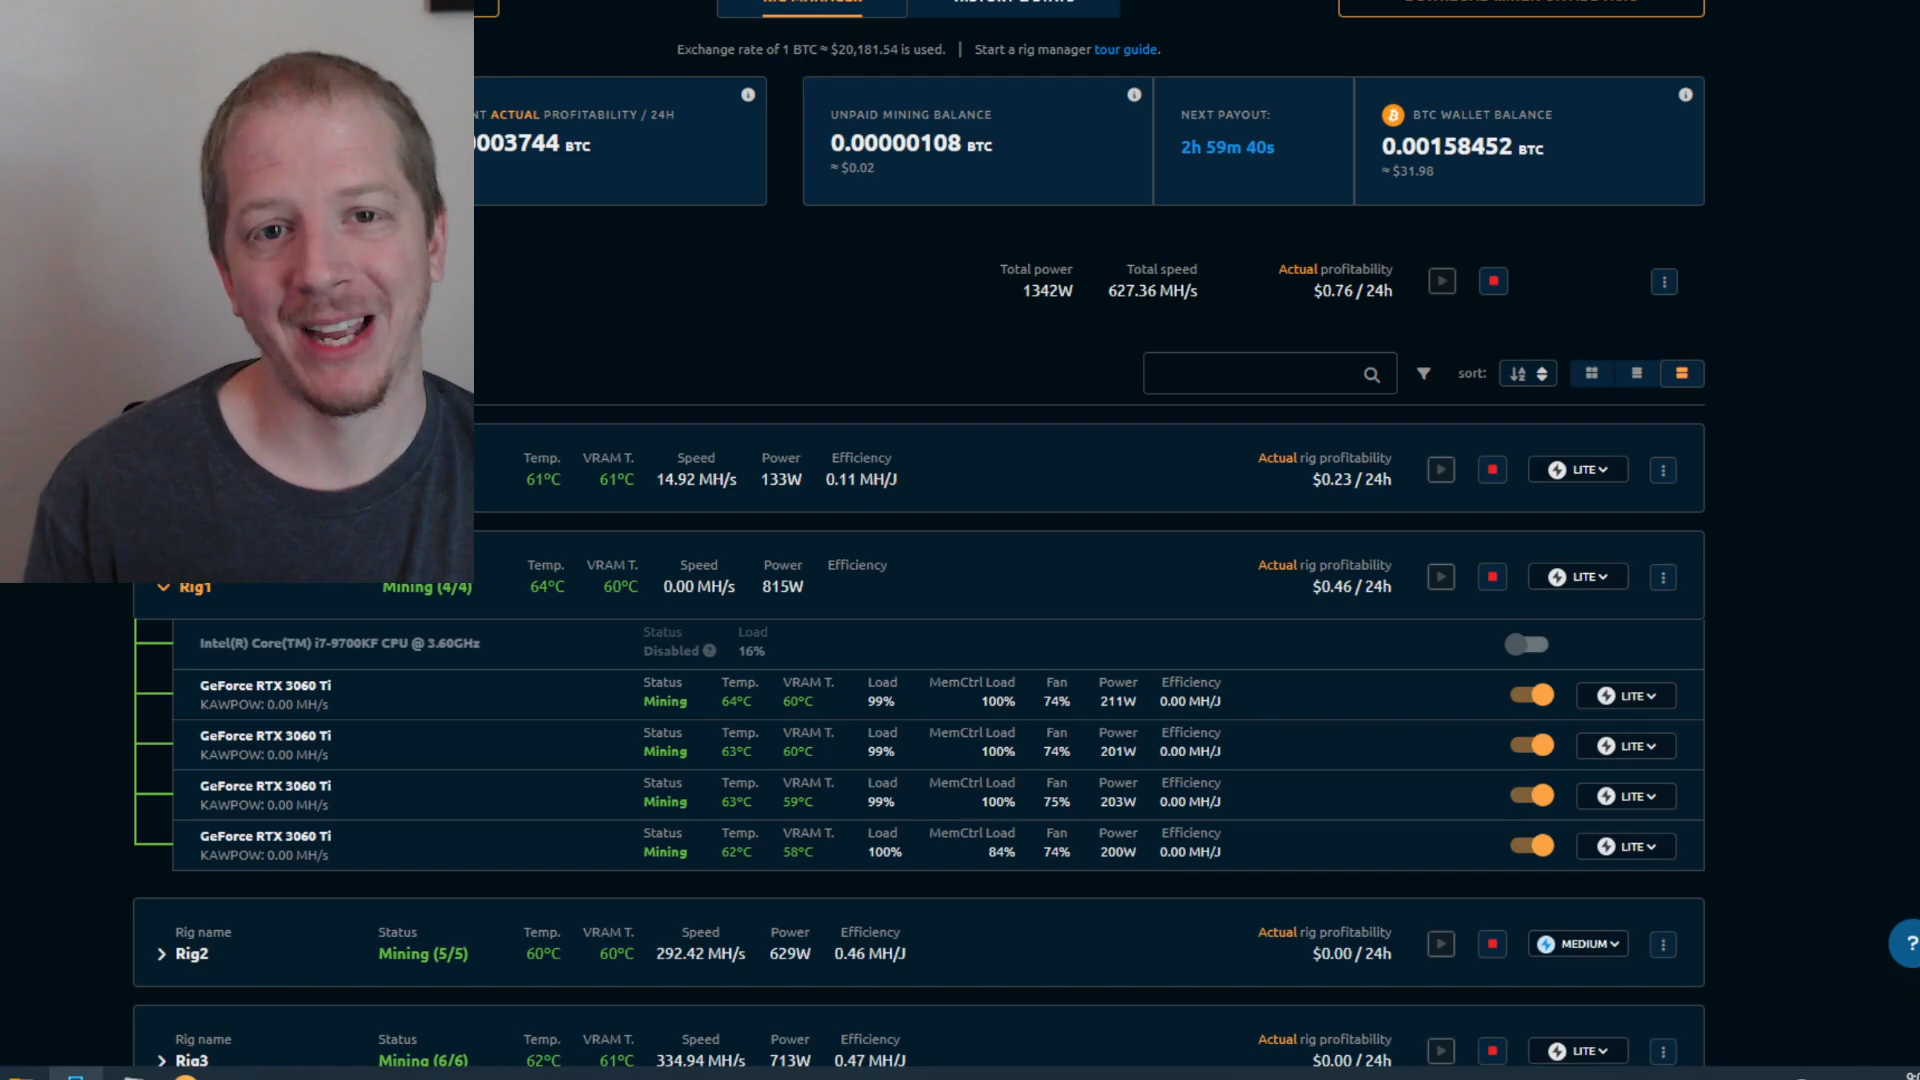 Exchange rate of 1 BTC ≈ $20,181.54 is used. | Start a rig manager tour guide.
ACTUAL PROFITABILITY / 24H
003744 BTC
UNPAID MINING BALANCE
0.00000108 BTC
≈ $0.02
NEXT PAYOUT:
2h 59m 40s
BTC WALLET BALANCE
0.00158452 BTC
≈ $31.98
Total power Total speed Actual profitability
1342W 627.36 MH/s $0.76 / 24h
sort:
Temp. VRAM T. Speed Power Efficiency Actual rig profitability
61°C 61°C 14.92 MH/s 133W 0.11 MH/J $0.23 / 24h LITE
Temp. VRAM T. Speed Power Efficiency Actual rig profitability
Rig1 Mining (4/4) 64°C 60°C 0.00 MH/s 815W $0.46 / 24h LITE
Intel(R) Core(TM) i7-9700KF CPU @ 3.60GHz
Status Load
Disabled ? 16%
GeForce RTX 3060 Ti
KAWPOW: 0.00 MH/s
Status Temp. VRAM T. Load MemCtrl Load Fan Power Efficiency
Mining 64°C 60°C 99% 100% 74% 211W 0.00 MH/J
LITE
GeForce RTX 3060 Ti
KAWPOW: 0.00 MH/s
Status Temp. VRAM T. Load MemCtrl Load Fan Power Efficiency
Mining 63°C 60°C 99% 100% 74% 201W 0.00 MH/J
LITE
GeForce RTX 3060 Ti
KAWPOW: 0.00 MH/s
Status Temp. VRAM T. Load MemCtrl Load Fan Power Efficiency
Mining 63°C 59°C 99% 100% 75% 203W 0.00 MH/J
LITE
GeForce RTX 3060 Ti
KAWPOW: 0.00 MH/s
Status Temp. VRAM T. Load MemCtrl Load Fan Power Efficiency
Mining 62°C 58°C 100% 84% 74% 200W 0.00 MH/J
LITE
Rig name Status Temp. VRAM T. Speed Power Efficiency Actual rig profitability
Rig2 Mining (5/5) 60°C 60°C 292.42 MH/s 629W 0.46 MH/J $0.00 / 24h MEDIUM
?
Rig name Status Temp. VRAM T. Speed Power Efficiency Actual rig profitability
Rig3 Mining (6/6) 62°C 61°C 334.94 MH/s 713W 0.47 MH/J $0.00 / 24h LITE